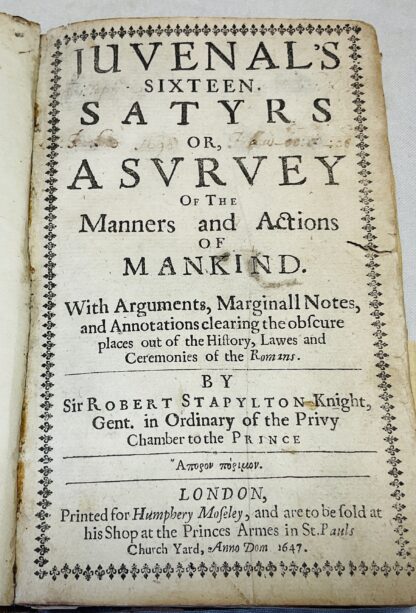 JUVENAL'S
SIXTEEN.
SATYRS
OR,
A SVRVEY
OF THE
Manners and Actions
OF
MANKIND.
With Arguments, Marginall Notes,
and Annotations clearing the obſcure
places out of the Hiſtory, Lawes and
Ceremonies of the Romans.
BY
Sir ROBERT STAPYLTON Knight,
Gent. in Ordinary of the Privy
Chamber to the PRINCE
Ἄπορον πόριμον.
LONDON,
Printed for Humphery Moſeley, and are to be ſold at
his Shop at the Princes Armes in St. Pauls
Church Yard, Anno Dom 1647.